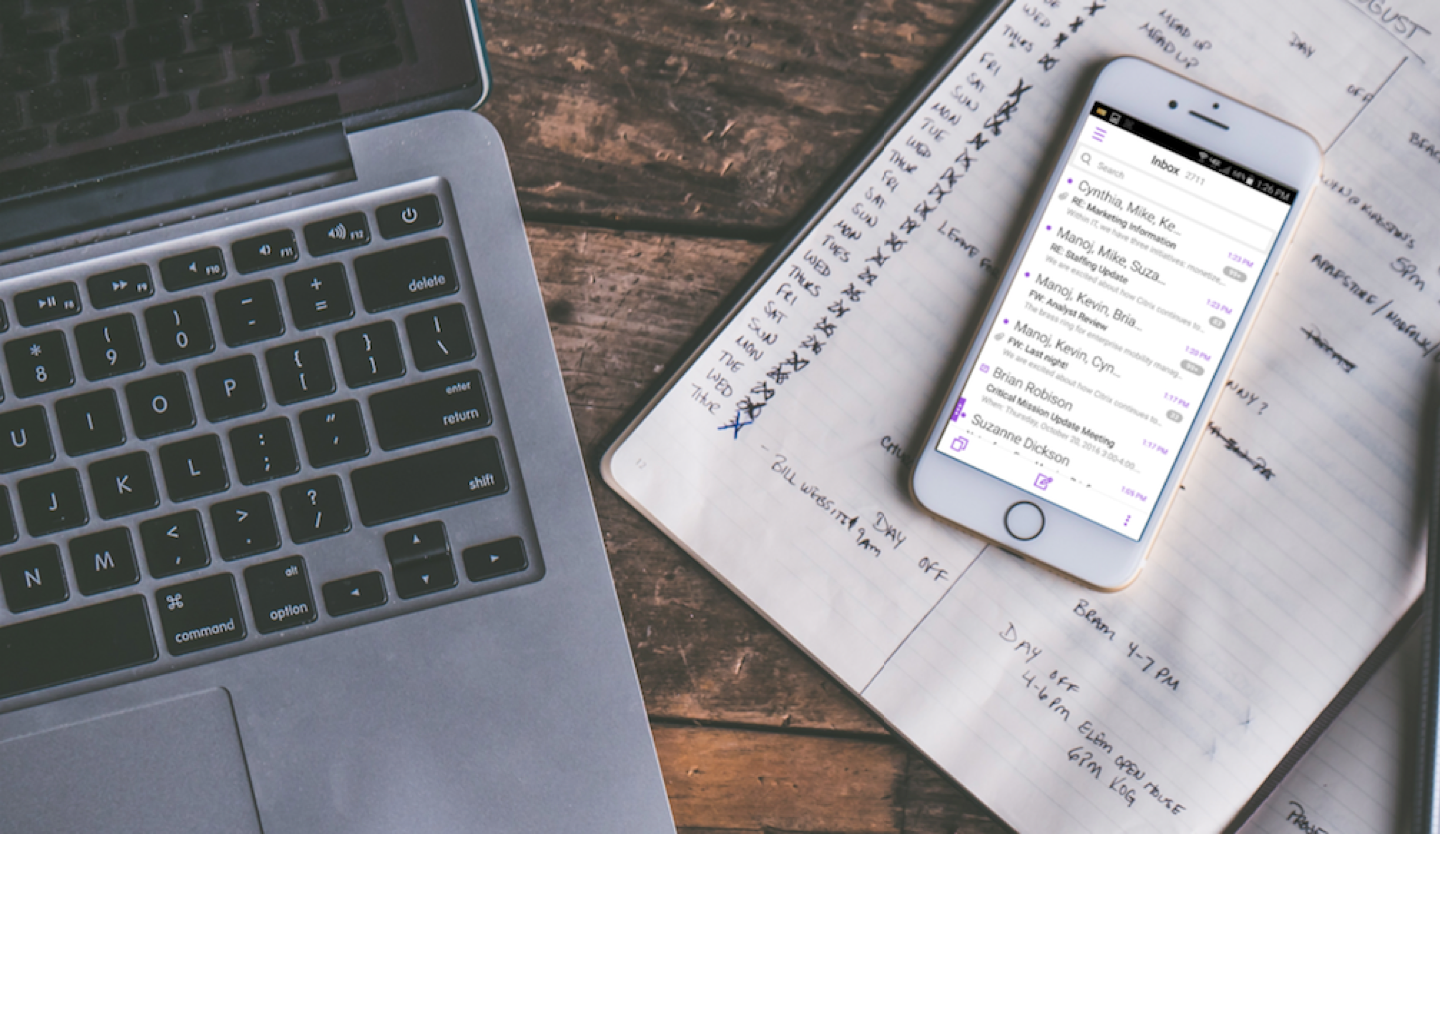 F8
F9
F10
F11
F12
*
8
(
9
)
0
_
-
+
=
delete
U
I
O
P
{
[
}
]
|
\
enter
return
J
K
L
:
;
"
,
shift
N
M
<
,
>
.
?
/
⌘
command
alt
option
AUGUST
WED
THURS
FRI
SAT
SUN
MON
TUE
WED
THUR
FRI
SAT
SUN
MON
TUES
WED
THURS
FRI
SAT
SUN
MON
TUE
WED
THUR
12
MEAD UP
MEAD UP
DAY
OFF
LEAVE
- BILL WEBSITE 9AM
DAY OFF
5pm
NNY?
BEAM 4-7 PM
DAY OFF
4-6pm ELEM OPEN HOUSE
6PM KOG
1:26 PM
Inbox 2711
Search
Cynthia, Mike, Ke...
RE: Marketing Information
1:23 PM
Within IT, we have three initiatives: monetize...
Manoj, Mike, Suza...
RE: Staffing Update
1:23 PM
We are excited about how Citrix continues to...
Manoj, Kevin, Bria...
FW: Analyst Review
1:20 PM
The brass ring for enterprise mobility manag...
Manoj, Kevin, Cyn...
FW: Last night!
1:17 PM
We are excited about how Citrix continues to...
Brian Robison
Critical Mission Update Meeting
1:17 PM
When: Thursday, October 20, 2016 3:00-4:00...
Suzanne Dickson
1:05 PM